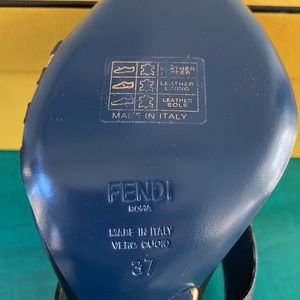 LEATHER
UPPER
LEATHER
LINING
LEATHER
SOLE
MADE IN ITALY
FENDI
ROMA
MADE IN ITALY
VERO CUOIO
37